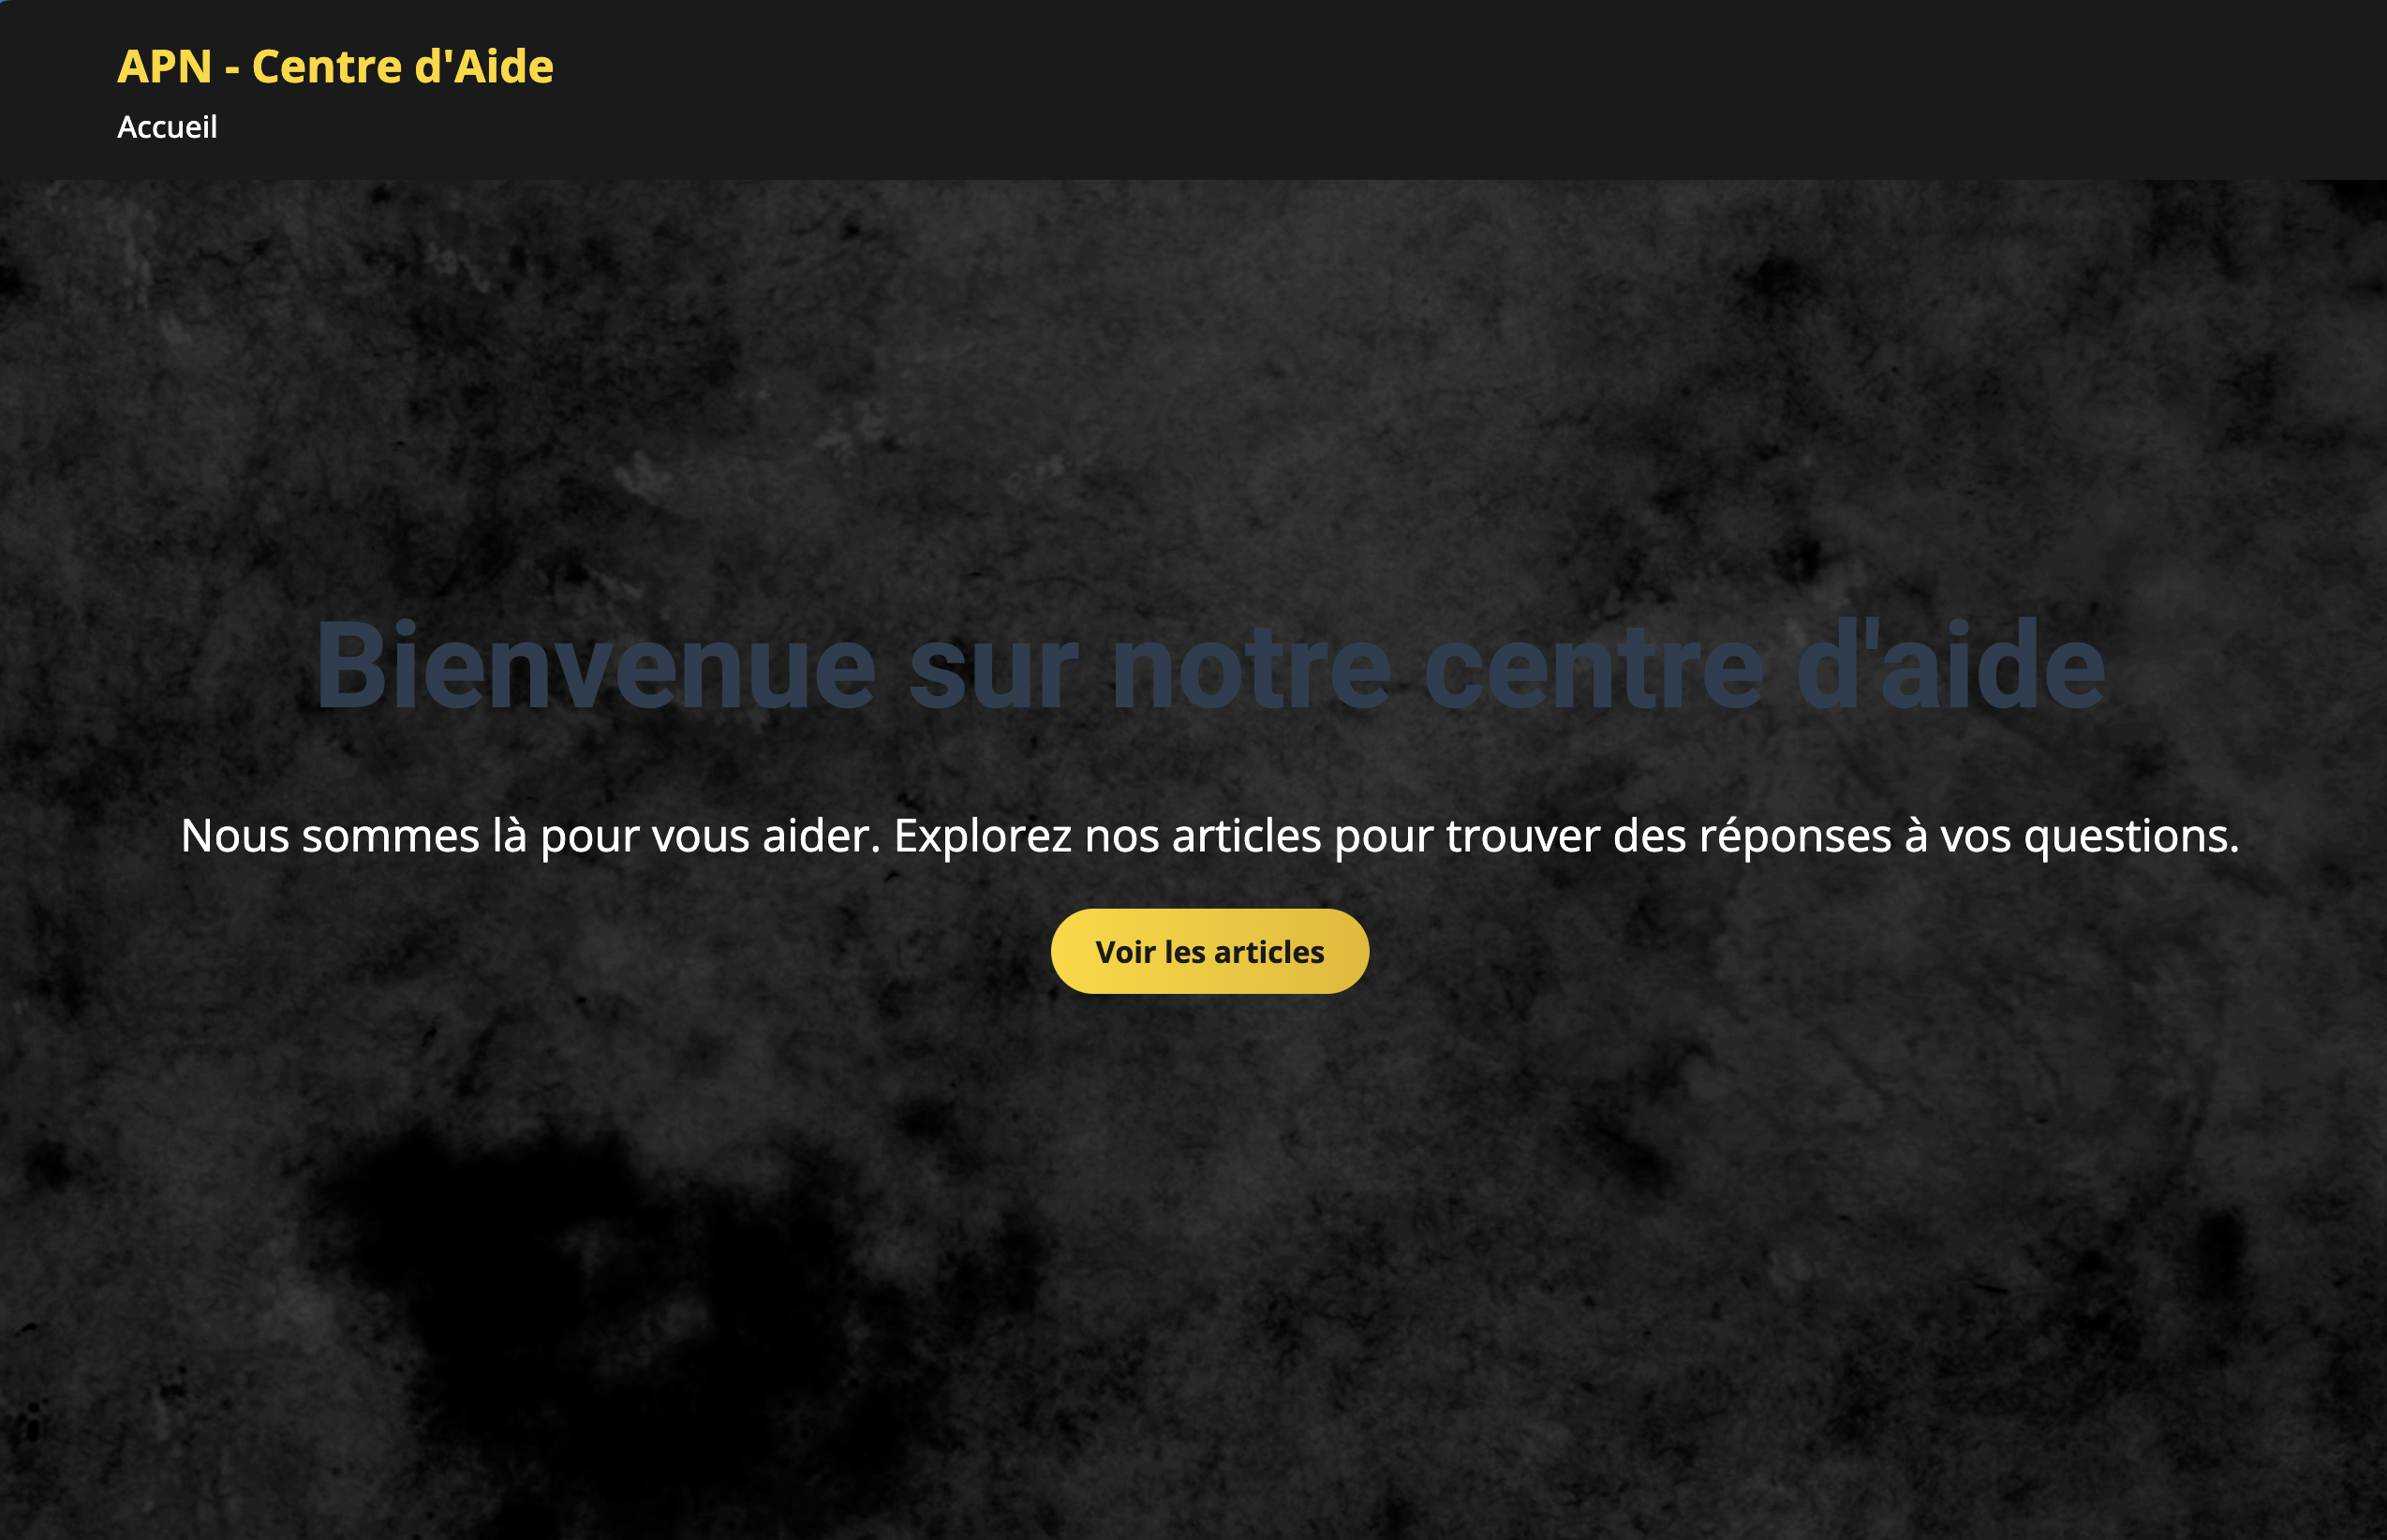 APN - Centre d'Aide
Accueil
Bienvenue sur notre centre d'aide
Nous sommes là pour vous aider. Explorez nos articles pour trouver des réponses à vos questions.
Voir les articles